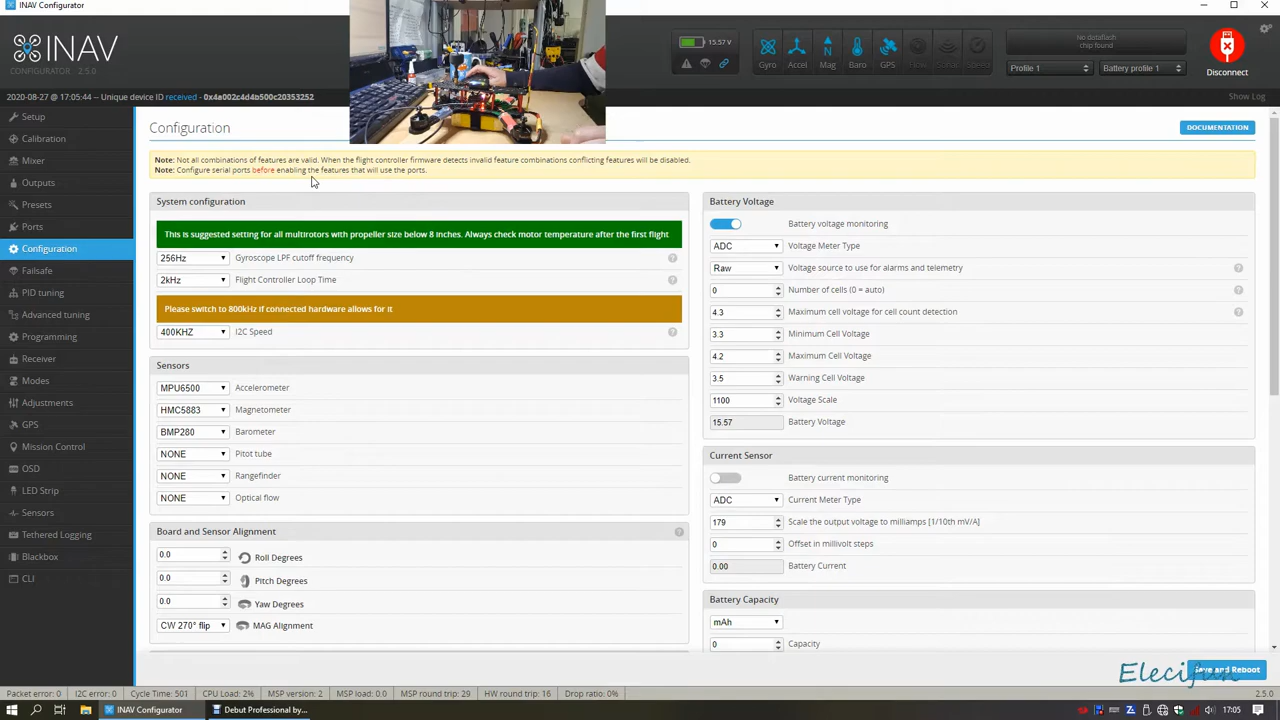 INAV Configurator
INAV
CONFIGURATOR 2.5.0
15.57 V
Gyro
Accel
Mag
Baro
GPS
Flow
Sonar
Speed
No dataflash
chip found
Profile 1
Battery profile 1
Disconnect
2020-08-27 @ 17:05:44 -- Unique device ID received - 0x4a002c4d4b500c20353252
Show Log
Setup
Calibration
Mixer
Outputs
Presets
Ports
Configuration
Failsafe
PID tuning
Advanced tuning
Programming
Receiver
Modes
Adjustments
GPS
Mission Control
OSD
LED Strip
Sensors
Tethered Logging
Blackbox
CLI
Configuration
DOCUMENTATION
Note: Not all combinations of features are valid. When the flight controller firmware detects invalid feature combinations conflicting features will be disabled.
Note: Configure serial ports before enabling the features that will use the ports.
System configuration
This is suggested setting for all multirotors with propeller size below 8 inches. Always check motor temperature after the first flight
256Hz Gyroscope LPF cutoff frequency ?
2kHz Flight Controller Loop Time ?
Please switch to 800kHz if connected hardware allows for it
400KHZ I2C Speed ?
Sensors
MPU6500 Accelerometer
HMC5883 Magnetometer
BMP280 Barometer
NONE Pitot tube
NONE Rangefinder
NONE Optical flow
Board and Sensor Alignment ?
0.0 Roll Degrees
0.0 Pitch Degrees
0.0 Yaw Degrees
CW 270° flip MAG Alignment
Battery Voltage
Battery voltage monitoring
ADC Voltage Meter Type
Raw Voltage source to use for alarms and telemetry ?
0 Number of cells (0 = auto) ?
4.3 Maximum cell voltage for cell count detection ?
3.3 Minimum Cell Voltage
4.2 Maximum Cell Voltage
3.5 Warning Cell Voltage
1100 Voltage Scale
15.57 Battery Voltage
Current Sensor
Battery current monitoring
ADC Current Meter Type
179 Scale the output voltage to milliamps [1/10th mV/A]
0 Offset in millivolt steps
0.00 Battery Current
Battery Capacity
mAh
0 Capacity
Elecifun
Save and Reboot
Packet error: 0 I2C error: 0 Cycle Time: 501 CPU Load: 2% MSP version: 2 MSP load: 0.0 MSP round trip: 29 HW round trip: 16 Drop ratio: 0% 2.5.0
INAV Configurator
Debut Professional by...
17:05